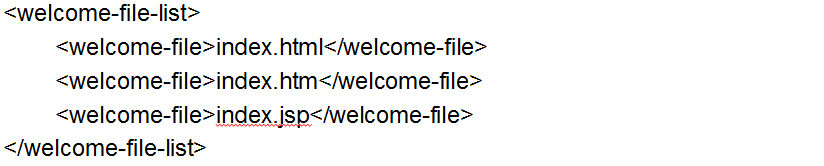 <welcome-file-list>
<welcome-file>index.html</welcome-file>
<welcome-file>index.htm</welcome-file>
<welcome-file>index.jsp</welcome-file>
</welcome-file-list>